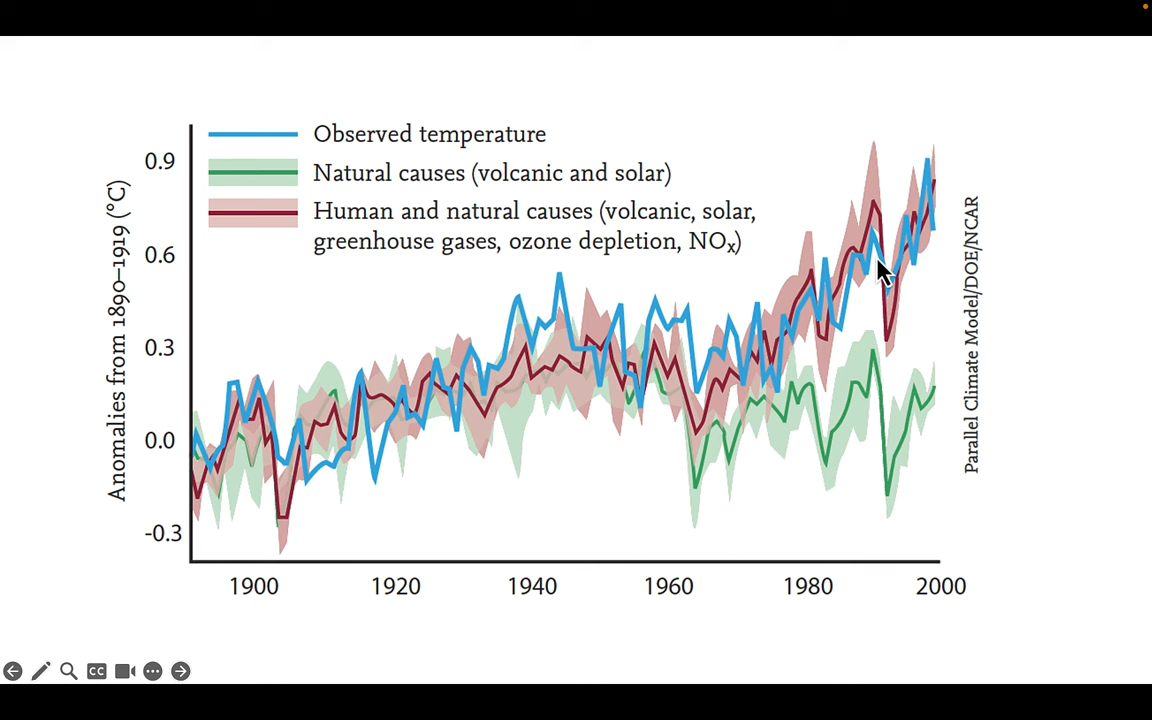 Observed temperature
Natural causes (volcanic and solar)
Human and natural causes (volcanic, solar,
greenhouse gases, ozone depletion, NOₓ)
Anomalies from 1890–1919 (°C)
0.9
0.6
0.3
0.0
-0.3
1900 1920 1940 1960 1980 2000
Parallel Climate Model/DOE/NCAR
CC